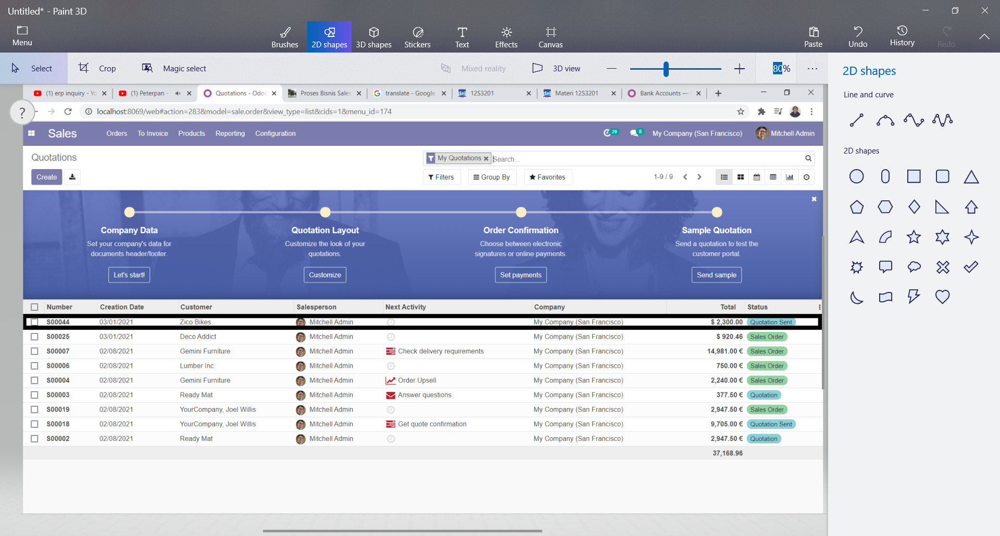 Untitled* - Paint 3D
Menu
Brushes
2D shapes
3D shapes
Stickers
Text
Effects
Canvas
Paste
Undo
History
Redo
Select
Crop
Magic select
Mixed reality
3D view
80%
2D shapes
Line and curve
2D shapes
(1) erp inquiry - Yo
(1) Peterpan -
Quotations - Odoo
Proses Bisnis Sales
translate - Google
12S3201
Materi 12S3201
Bank Accounts —
?
localhost:8069/web#action=283&model=sale.order&view_type=list&cids=1&menu_id=174
Sales Orders To Invoice Products Reporting Configuration 20 8 My Company (San Francisco) Mitchell Admin
Quotations
My Quotations Search...
Create
Filters Group By Favorites 1-9 / 9
Company Data Quotation Layout Order Confirmation Sample Quotation
Set your company's data for Customize the look of your Choose between electronic Send a quotation to test the
documents header/footer. quotations. signatures or online payments. customer portal.
Let's start! Customize Set payments Send sample
Number Creation Date Customer Salesperson Next Activity Company Total Status
S00044 03/01/2021 Zico Bikes Mitchell Admin My Company (San Francisco) $ 2,300.00 Quotation Sent
S00025 03/01/2021 Deco Addict Mitchell Admin My Company (San Francisco) $ 920.46 Sales Order
S00007 02/08/2021 Gemini Furniture Mitchell Admin Check delivery requirements My Company (San Francisco) 14,981.00 € Sales Order
S00006 02/08/2021 Lumber Inc Mitchell Admin My Company (San Francisco) 750.00 € Sales Order
S00004 02/08/2021 Gemini Furniture Mitchell Admin Order Upsell My Company (San Francisco) 2,240.00 € Sales Order
S00003 02/08/2021 Ready Mat Mitchell Admin Answer questions My Company (San Francisco) 377.50 € Quotation
S00019 02/08/2021 YourCompany, Joel Willis Mitchell Admin My Company (San Francisco) 2,947.50 € Sales Order
S00018 02/08/2021 YourCompany, Joel Willis Mitchell Admin Get quote confirmation My Company (San Francisco) 9,705.00 € Quotation Sent
S00002 02/08/2021 Ready Mat Mitchell Admin My Company (San Francisco) 2,947.50 € Quotation
37,168.96